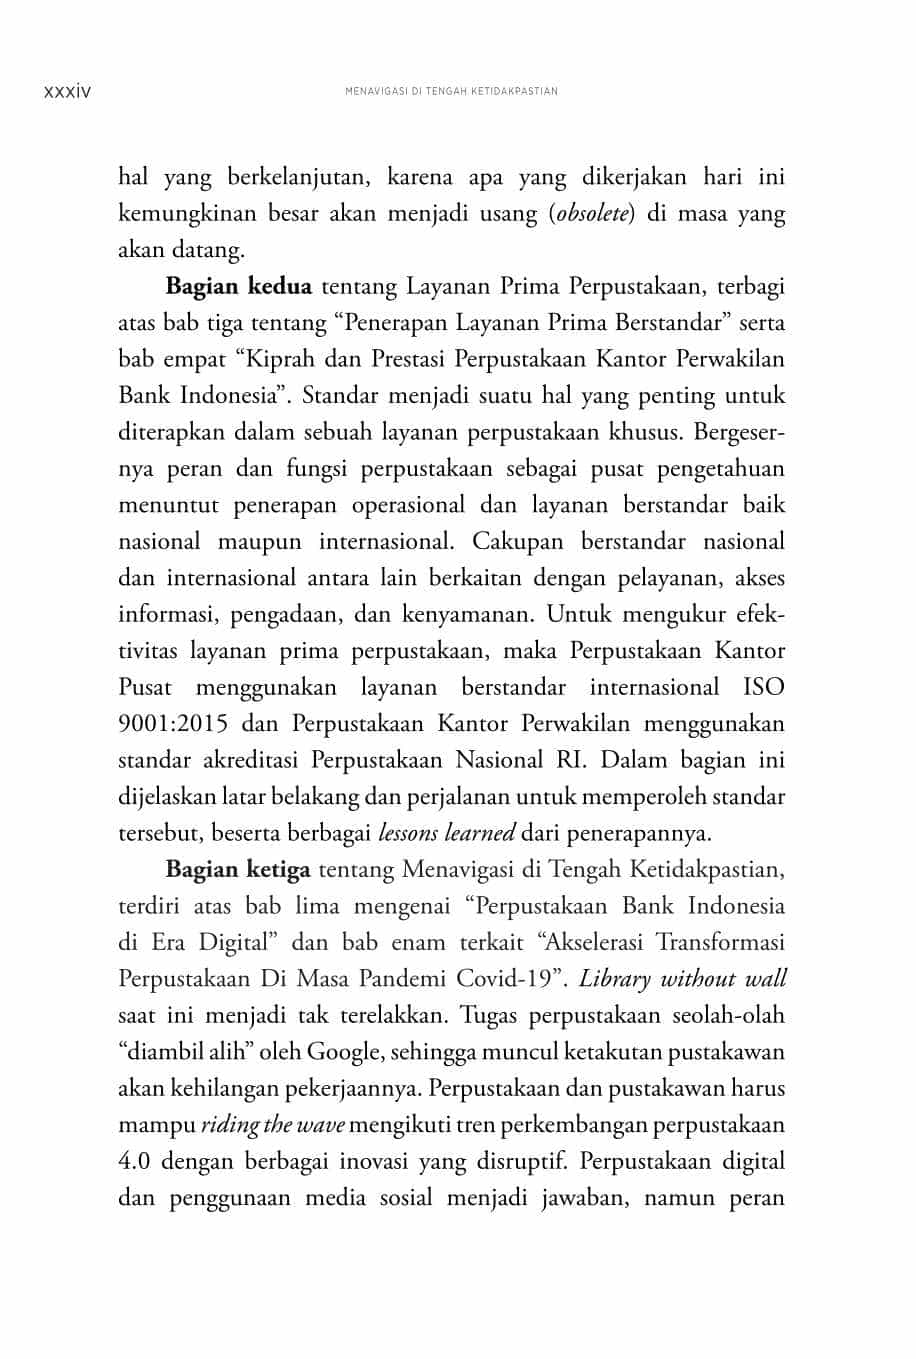 xxxiv
MENAVIGASI DI TENGAH KETIDAKPASTIAN
hal yang berkelanjutan, karena apa yang dikerjakan hari ini
kemungkinan besar akan menjadi usang (obsolete) di masa yang
akan datang.
Bagian kedua tentang Layanan Prima Perpustakaan, terbagi
atas bab tiga tentang “Penerapan Layanan Prima Berstandar” serta
bab empat “Kiprah dan Prestasi Perpustakaan Kantor Perwakilan
Bank Indonesia”. Standar menjadi suatu hal yang penting untuk
diterapkan dalam sebuah layanan perpustakaan khusus. Bergeser-
nya peran dan fungsi perpustakaan sebagai pusat pengetahuan
menuntut penerapan operasional dan layanan berstandar baik
nasional maupun internasional. Cakupan berstandar nasional
dan internasional antara lain berkaitan dengan pelayanan, akses
informasi, pengadaan, dan kenyamanan. Untuk mengukur efek-
tivitas layanan prima perpustakaan, maka Perpustakaan Kantor
Pusat menggunakan layanan berstandar internasional ISO
9001:2015 dan Perpustakaan Kantor Perwakilan menggunakan
standar akreditasi Perpustakaan Nasional RI. Dalam bagian ini
dijelaskan latar belakang dan perjalanan untuk memperoleh standar
tersebut, beserta berbagai lessons learned dari penerapannya.
Bagian ketiga tentang Menavigasi di Tengah Ketidakpastian,
terdiri atas bab lima mengenai “Perpustakaan Bank Indonesia
di Era Digital” dan bab enam terkait “Akselerasi Transformasi
Perpustakaan Di Masa Pandemi Covid-19”. Library without wall
saat ini menjadi tak terelakkan. Tugas perpustakaan seolah-olah
“diambil alih” oleh Google, sehingga muncul ketakutan pustakawan
akan kehilangan pekerjaannya. Perpustakaan dan pustakawan harus
mampu riding the wave mengikuti tren perkembangan perpustakaan
4.0 dengan berbagai inovasi yang disruptif. Perpustakaan digital
dan penggunaan media sosial menjadi jawaban, namun peran